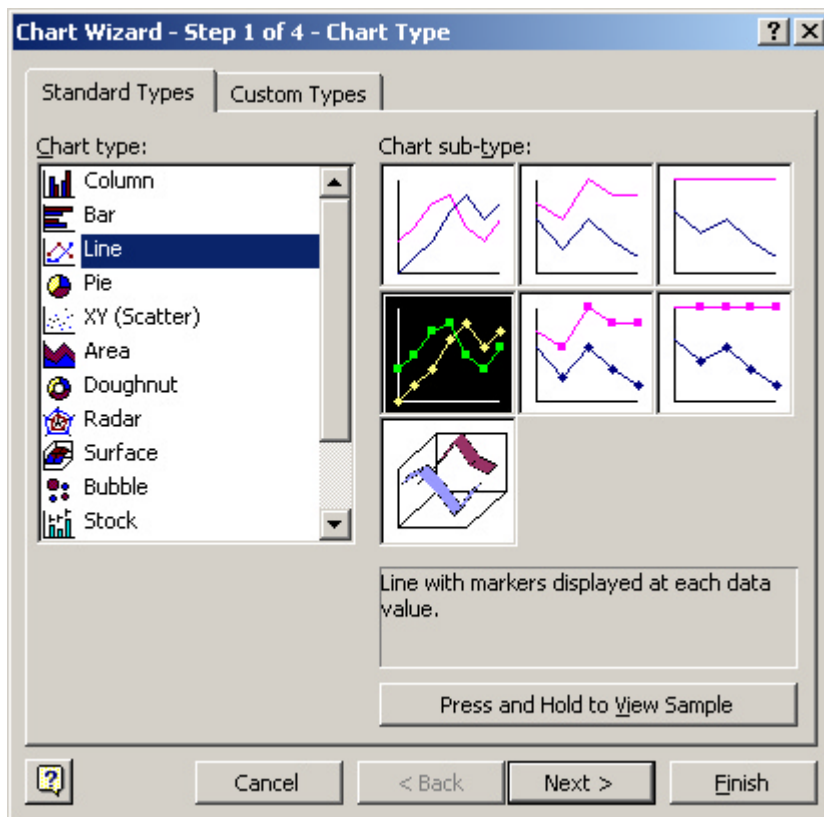 Chart Wizard - Step 1 of 4 - Chart Type
Standard Types
Custom Types
Chart type:
Column
Bar
Line
Pie
XY (Scatter)
Area
Doughnut
Radar
Surface
Bubble
Stock
Chart sub-type:
Line with markers displayed at each data
value.
Press and Hold to View Sample
Cancel
< Back
Next >
Finish